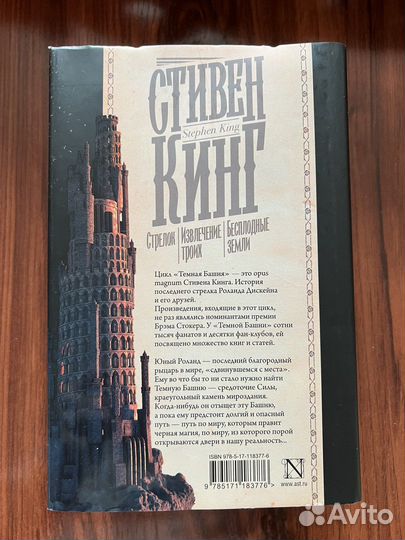 СТИВЕН
Stephen King
КИНГ
Стрелок | Извлечение троих | Бесплодные земли
Цикл «Темная Башня» — это opus
magnum Стивена Кинга. История
последнего стрелка Роланда Дискейна
и его друзей.
Произведения, входящие в этот цикл,
не раз являлись номинантами премии
Брэма Стокера. У «Темной Башни» сотни
тысяч фанатов и десятки фан-клубов, ей
посвящено множество книг и статей.
Юный Роланд — последний благородный
рыцарь в мире, «сдвинувшемся с места».
Ему во что бы то ни стало нужно найти
Темную Башню — средоточие Силы,
краеугольный камень мироздания.
Когда-нибудь он отыщет эту Башню,
а пока ему предстоит долгий и опасный
путь — путь по миру, которым правит
черная магия, по миру, из которого порой
открываются двери в нашу реальность...
ISBN 978-5-17-118377-6
9 785171 183776 >
N
www.ast.ru
Avito